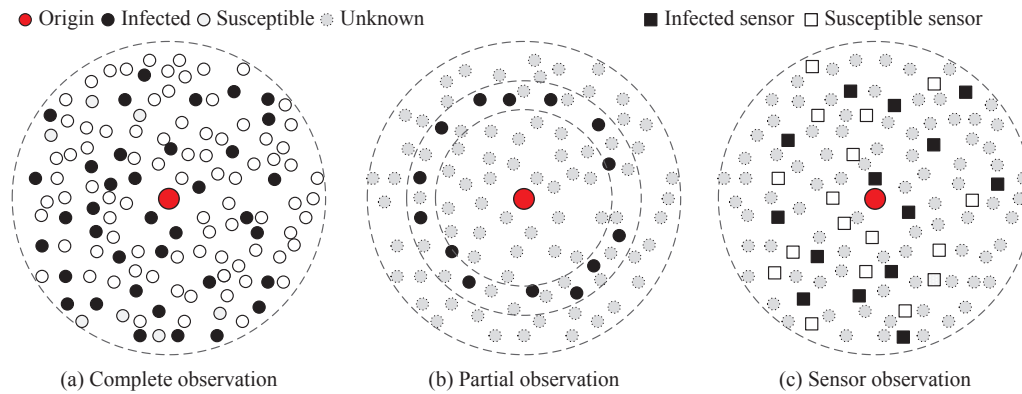 Origin Infected Susceptible Unknown Infected sensor Susceptible sensor
(a) Complete observation (b) Partial observation (c) Sensor observation